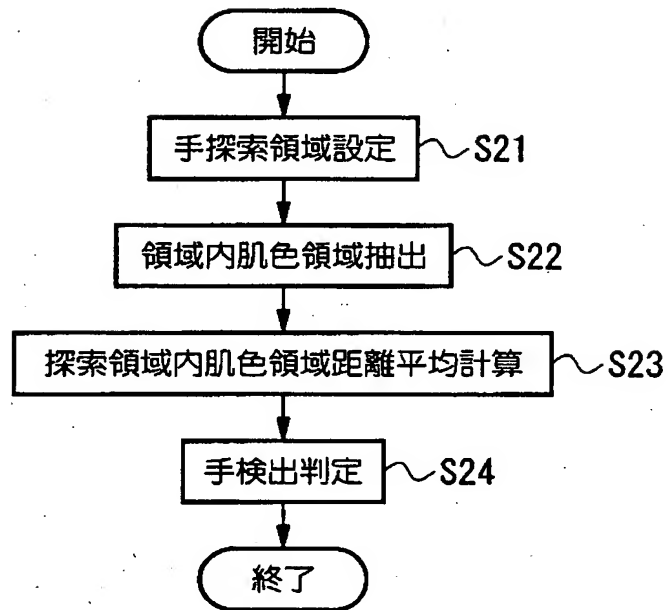 開始
手探索領域設定 S21
領域内肌色領域抽出 S22
探索領域内肌色領域距離平均計算 S23
手検出判定 S24
終了